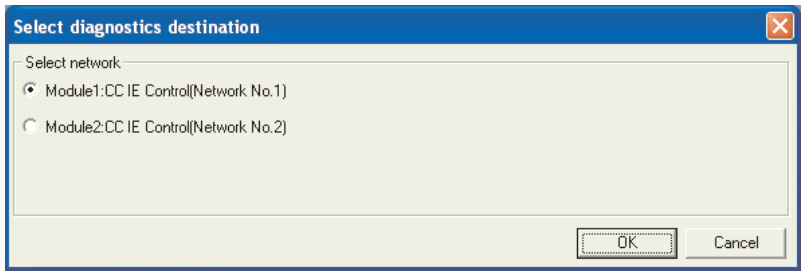 Select diagnostics destination
Select network
Module1:CC IE Control(Network No.1)
Module2:CC IE Control(Network No.2)
OK Cancel